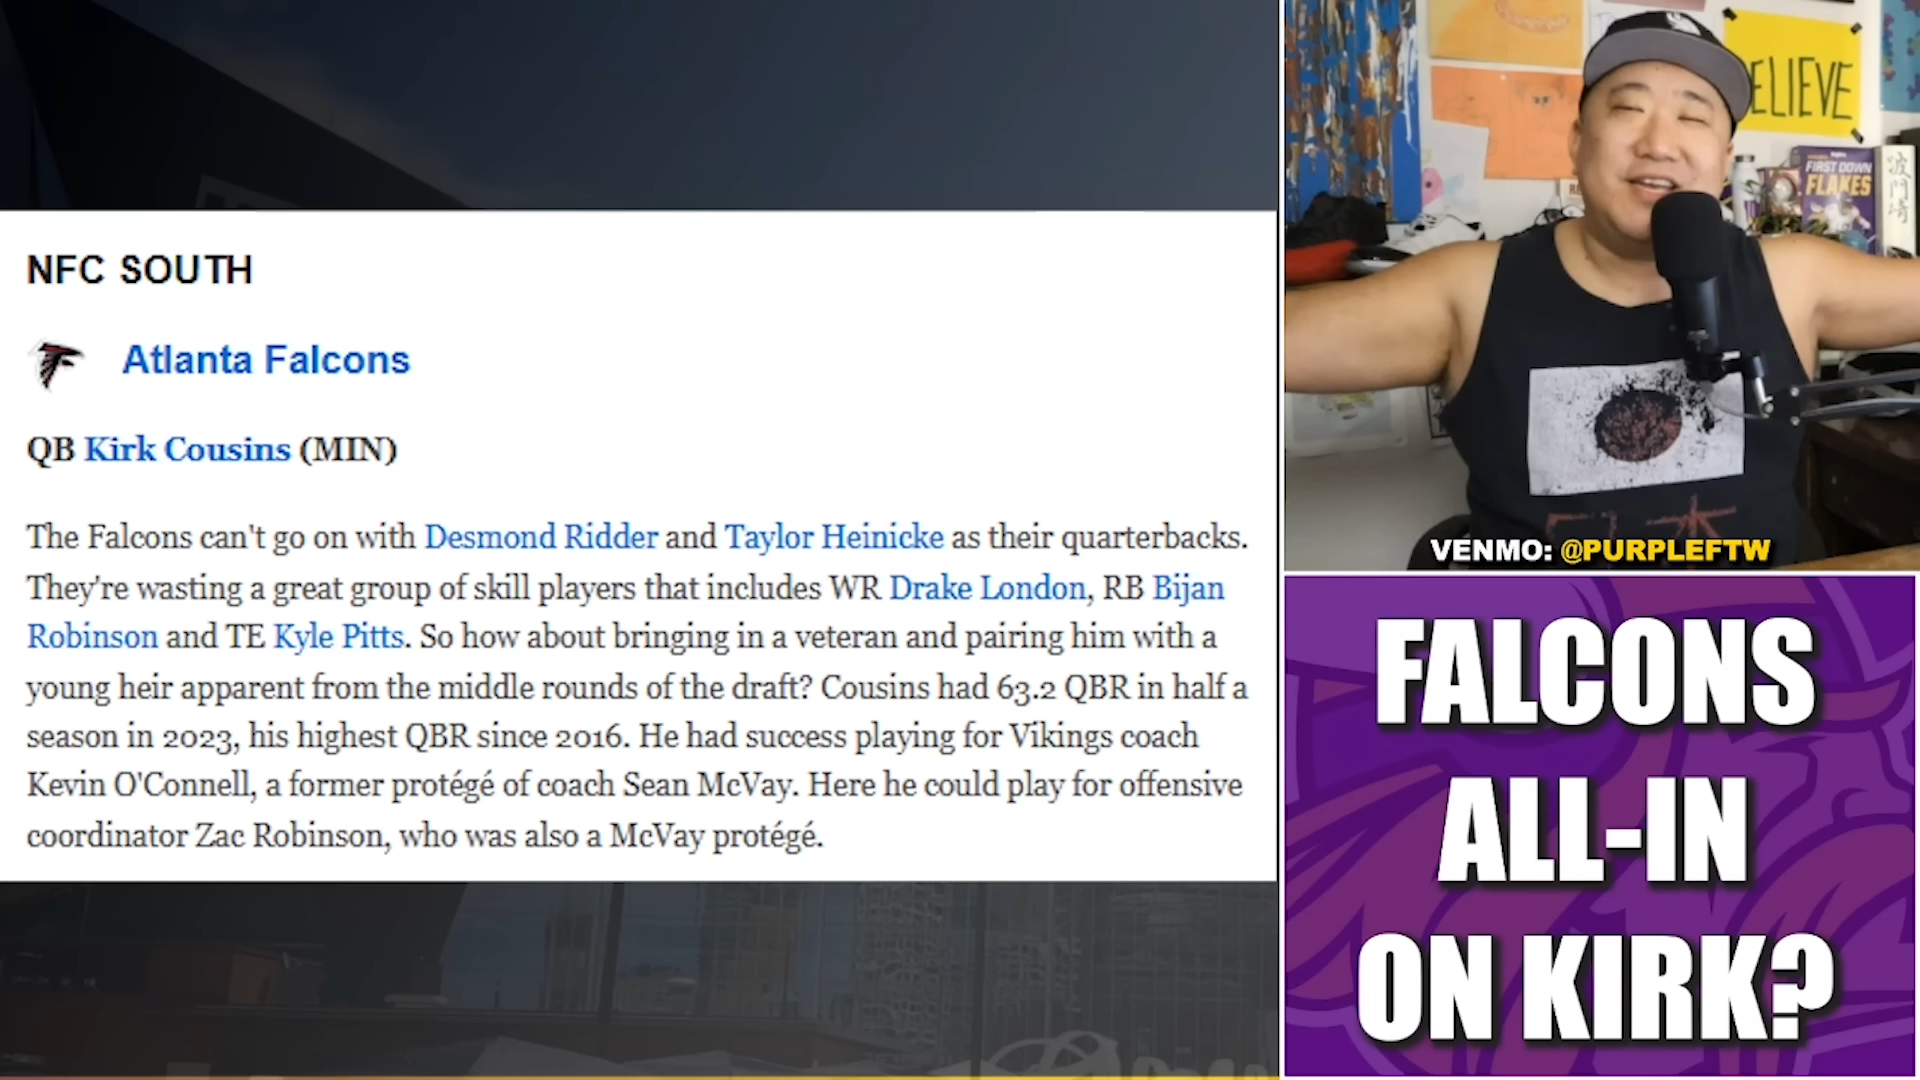 NFC SOUTH
Atlanta Falcons
QB Kirk Cousins (MIN)
The Falcons can't go on with Desmond Ridder and Taylor Heinicke as their quarterbacks.
They're wasting a great group of skill players that includes WR Drake London, RB Bijan
Robinson and TE Kyle Pitts. So how about bringing in a veteran and pairing him with a
young heir apparent from the middle rounds of the draft? Cousins had 63.2 QBR in half a
season in 2023, his highest QBR since 2016. He had success playing for Vikings coach
Kevin O'Connell, a former protégé of coach Sean McVay. Here he could play for offensive
coordinator Zac Robinson, who was also a McVay protégé.
ELIEVE
FIRST DOWN
FLAKES
VENMO: @PURPLEFTW
FALCONS
ALL-IN
ON KIRK?